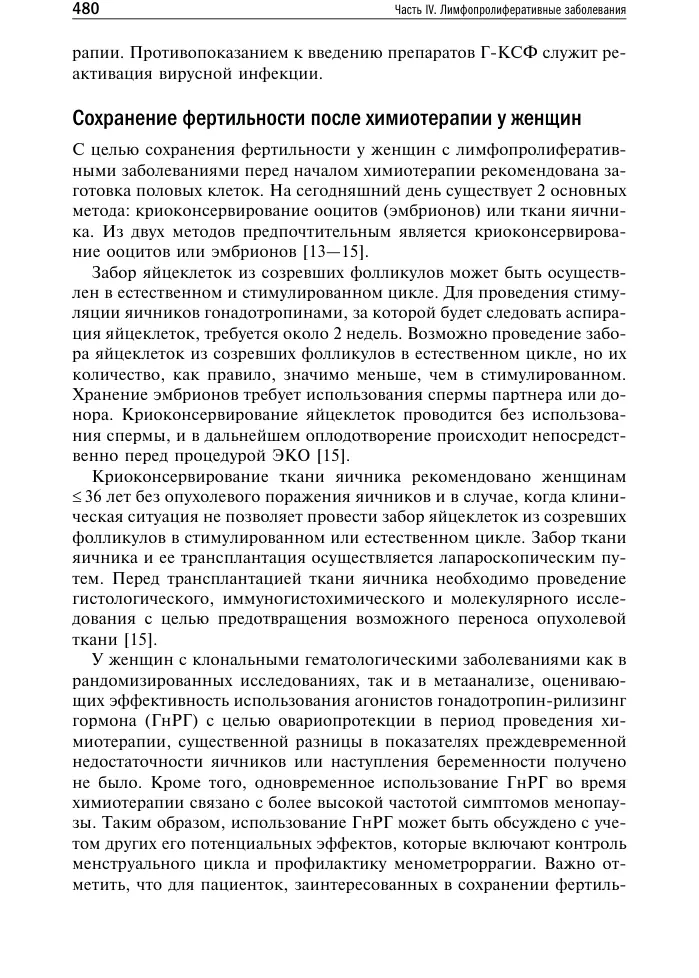 480
Часть IV. Лимфопролиферативные заболевания
рапии. Противопоказанием к введению препаратов Г-КСФ служит ре-
активация вирусной инфекции.
Сохранение фертильности после химиотерапии у женщин
С целью сохранения фертильности у женщин с лимфопролифератив-
ными заболеваниями перед началом химиотерапии рекомендована за-
готовка половых клеток. На сегодняшний день существует 2 основных
метода: криоконсервирование ооцитов (эмбрионов) или ткани яични-
ка. Из двух методов предпочтительным является криоконсервирова-
ние ооцитов или эмбрионов [13—15].
Забор яйцеклеток из созревших фолликулов может быть осуществ-
лен в естественном и стимулированном цикле. Для проведения стиму-
ляции яичников гонадотропинами, за которой будет следовать аспира-
ция яйцеклеток, требуется около 2 недель. Возможно проведение забо-
ра яйцеклеток из созревших фолликулов в естественном цикле, но их
количество, как правило, значимо меньше, чем в стимулированном.
Хранение эмбрионов требует использования спермы партнера или до-
нора. Криоконсервирование яйцеклеток проводится без использова-
ния спермы, и в дальнейшем оплодотворение происходит непосредст-
венно перед процедурой ЭКО [15].
Криоконсервирование ткани яичника рекомендовано женщинам
≤ 36 лет без опухолевого поражения яичников и в случае, когда клини-
ческая ситуация не позволяет провести забор яйцеклеток из созревших
фолликулов в стимулированном или естественном цикле. Забор ткани
яичника и ее трансплантация осуществляется лапароскопическим пу-
тем. Перед трансплантацией ткани яичника необходимо проведение
гистологического, иммуногистохимического и молекулярного иссле-
дования с целью предотвращения возможного переноса опухолевой
ткани [15].
У женщин с клональными гематологическими заболеваниями как в
рандомизированных исследованиях, так и в метаанализе, оцениваю-
щих эффективность использования агонистов гонадотропин-рилизинг
гормона (ГнРГ) с целью овариопротекции в период проведения хи-
миотерапии, существенной разницы в показателях преждевременной
недостаточности яичников или наступления беременности получено
не было. Кроме того, одновременное использование ГнРГ во время
химиотерапии связано с более высокой частотой симптомов менопау-
зы. Таким образом, использование ГнРГ может быть обсуждено с уче-
том других его потенциальных эффектов, которые включают контроль
менструального цикла и профилактику менометроррагии. Важно от-
метить, что для пациенток, заинтересованных в сохранении фертиль-